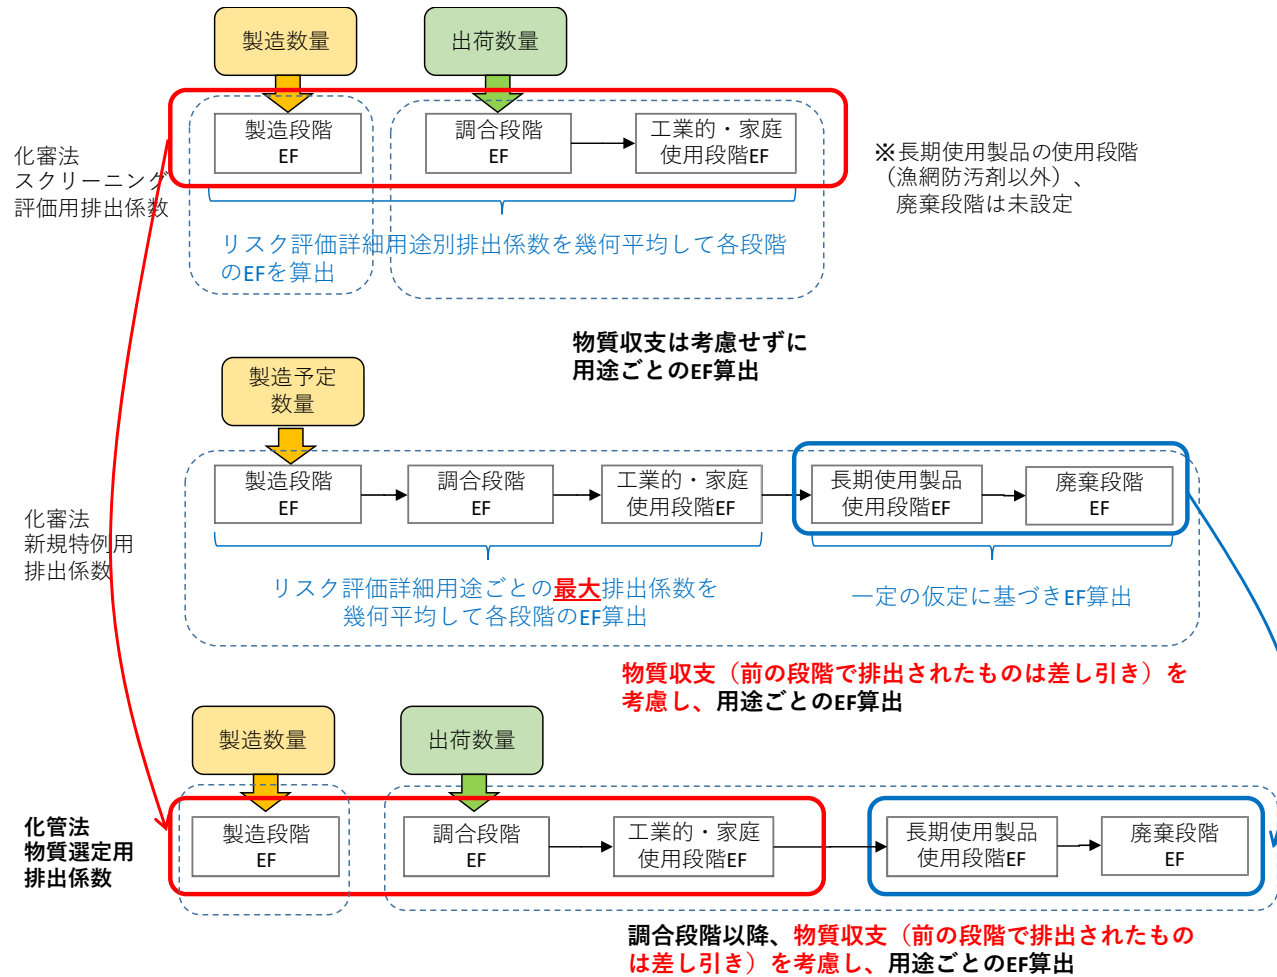 製造数量
出荷数量
製造段階
EF
調合段階
EF
工業的・家庭
使用段階EF
化審法
スクリーニング
評価用排出係数
※長期使用製品の使用段階
（漁網防汚剤以外）、
廃棄段階は未設定
リスク評価詳細用途別排出係数を幾何平均して各段階
のEFを算出
物質収支は考慮せずに
用途ごとのEF算出
製造予定
数量
製造段階
EF
調合段階
EF
工業的・家庭
使用段階EF
長期使用製品
使用段階EF
廃棄段階
EF
化審法
新規特例用
排出係数
リスク評価詳細用途ごとの最大排出係数を
幾何平均して各段階のEF算出
一定の仮定に基づきEF算出
物質収支（前の段階で排出されたものは差し引き）を
考慮し、用途ごとのEF算出
製造数量
出荷数量
化管法
物質選定用
排出係数
製造段階
EF
調合段階
EF
工業的・家庭
使用段階EF
長期使用製品
使用段階EF
廃棄段階
EF
調合段階以降、物質収支（前の段階で排出されたもの
は差し引き）を考慮し、用途ごとのEF算出